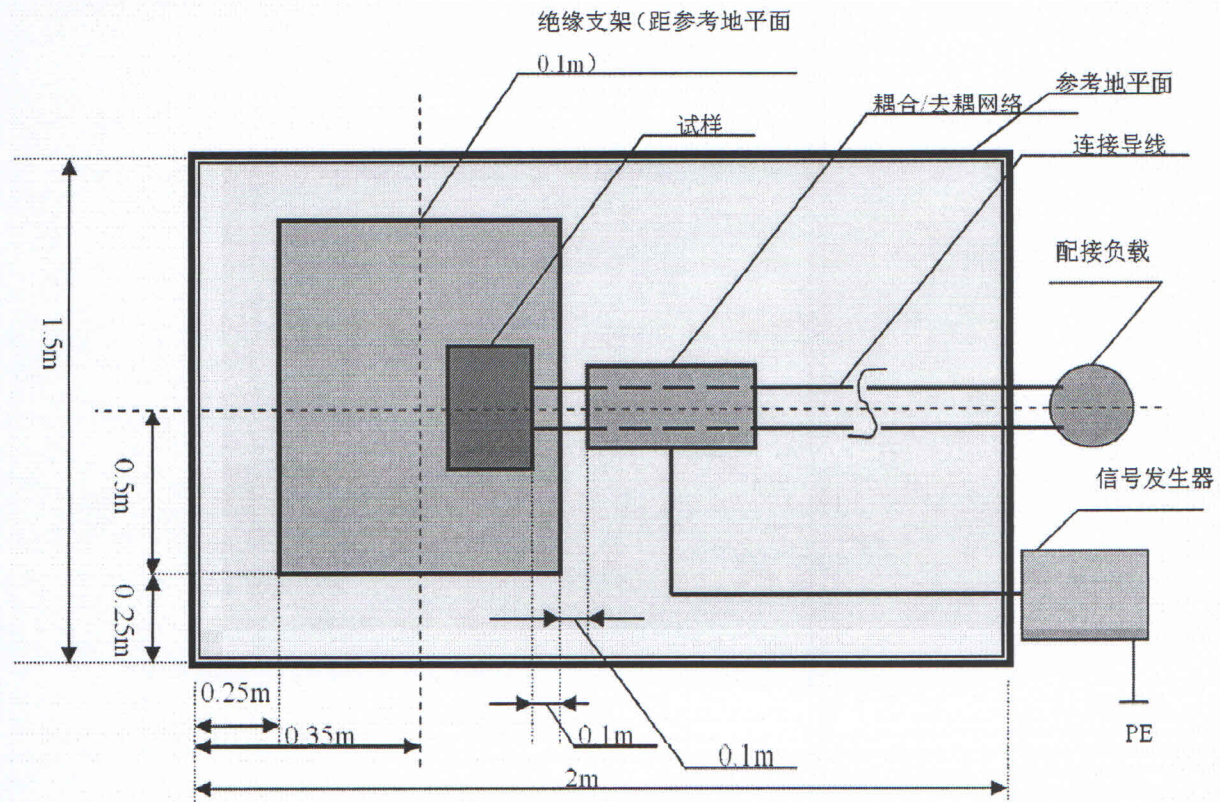 绝缘支架（距参考地平面
0.1m）
参考地平面
耦合/去耦网络
试样
连接导线
配接负载
1.5m
0.5m
信号发生器
0.25m
0.25m
0.35m
0.1m
0.1m
PE
2m